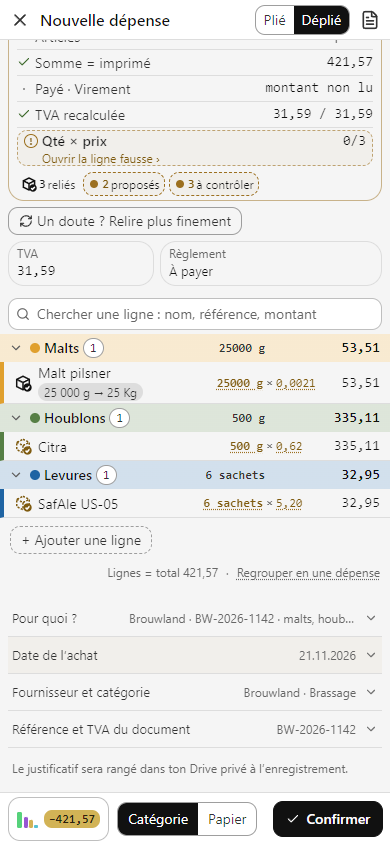 Nouvelle dépense
Plié
Déplié
Somme = imprimé
421,57
· Payé · Virement
montant non lu
TVA recalculée
31,59 / 31,59
Qté × prix
0/3
Ouvrir la ligne fausse ›
3 reliés
2 proposés
3 à contrôler
Un doute ? Relire plus finement
TVA
31,59
Règlement
À payer
Chercher une ligne : nom, référence, montant
Malts 1
25000 g
53,51
Malt pilsner
25 000 g → 25 Kg
25000 g × 0,0021
53,51
Houblons 1
500 g
335,11
Citra
500 g × 0,62
335,11
Levures 1
6 sachets
32,95
SafAle US-05
6 sachets × 5,20
32,95
+ Ajouter une ligne
Lignes = total 421,57 · Regrouper en une dépense
Pour quoi ?
Brouwland · BW-2026-1142 · malts, houb...
Date de l'achat
21.11.2026
Fournisseur et catégorie
Brouwland · Brassage
Référence et TVA du document
BW-2026-1142
Le justificatif sera rangé dans ton Drive privé à l'enregistrement.
−421,57
Catégorie
Papier
Confirmer